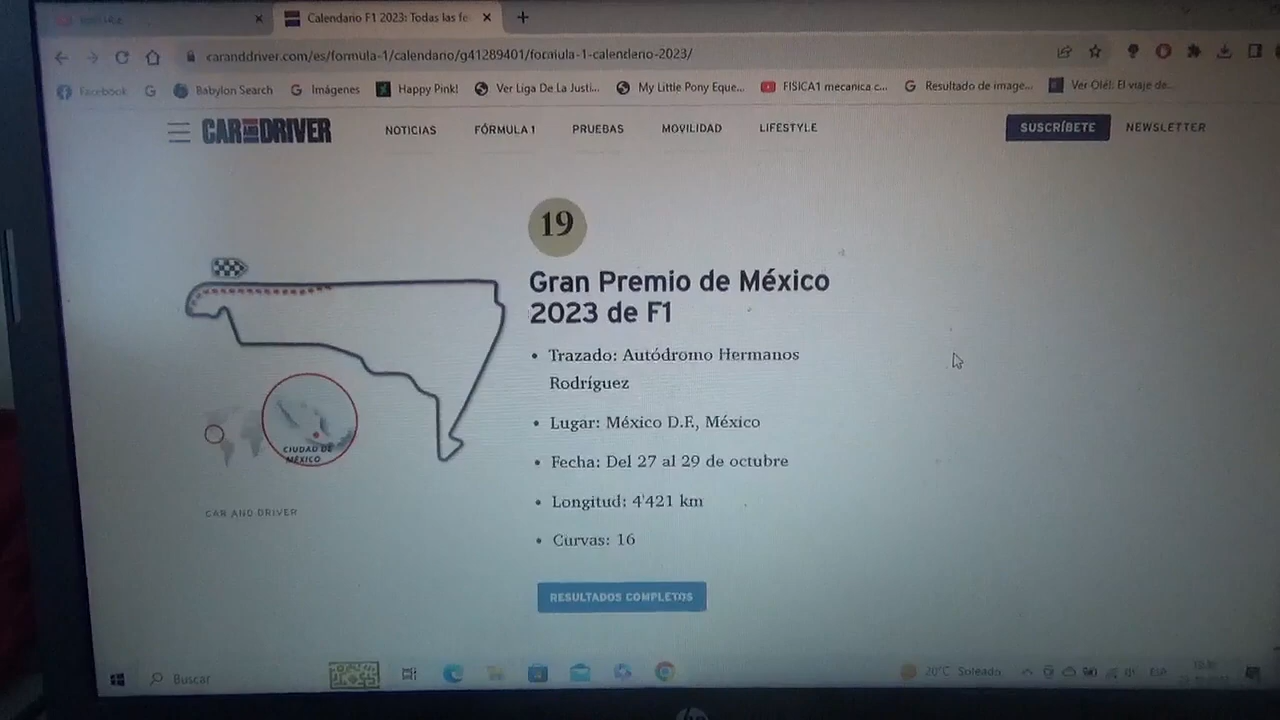 Calendario F1 2023: Todas las fe
caranddriver.com/es/formula-1/calendario/g41289401/formula-1-calendario-2023/
Facebook
Babylon Search
Imágenes
Happy Pink!
Ver Liga De La Justi...
My Little Pony Eque...
FISICA1 mecanica c...
Resultado de image...
Ver Olé!: El viaje de...
CAR AND DRIVER
NOTICIAS
FÓRMULA 1
PRUEBAS
MOVILIDAD
LIFESTYLE
SUSCRÍBETE
NEWSLETTER
19
Gran Premio de México
2023 de F1
• Trazado: Autódromo Hermanos
Rodríguez
• Lugar: México D.F., México
• Fecha: Del 27 al 29 de octubre
• Longitud: 4'421 km
• Curvas: 16
CIUDAD DE
MÉXICO
CAR AND DRIVER
RESULTADOS COMPLETOS
Buscar
20°C Soleado
ESP
hp